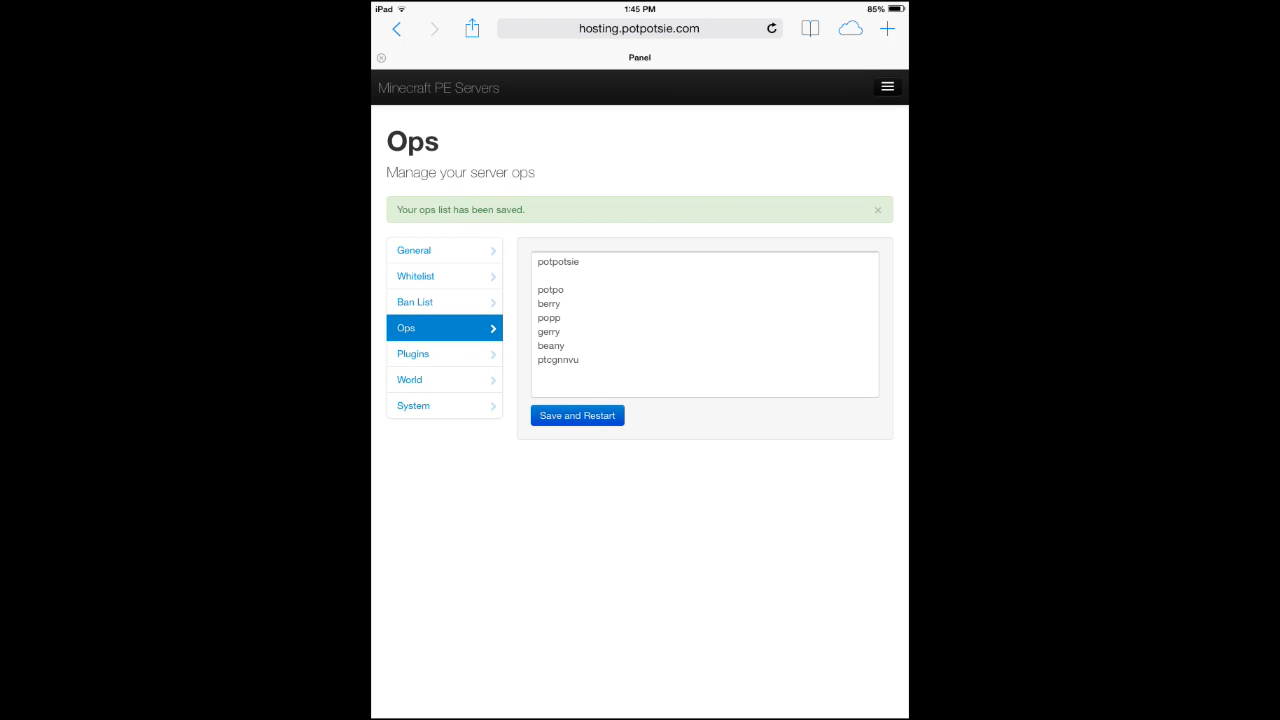 iPad 1:45 PM 85%
hosting.potpotsie.com
Panel
Minecraft PE Servers
Ops
Manage your server ops
Your ops list has been saved. ×
General
Whitelist
Ban List
Ops
Plugins
World
System
potpotsie
potpo
berry
popp
gerry
beany
ptcgnnvu
Save and Restart